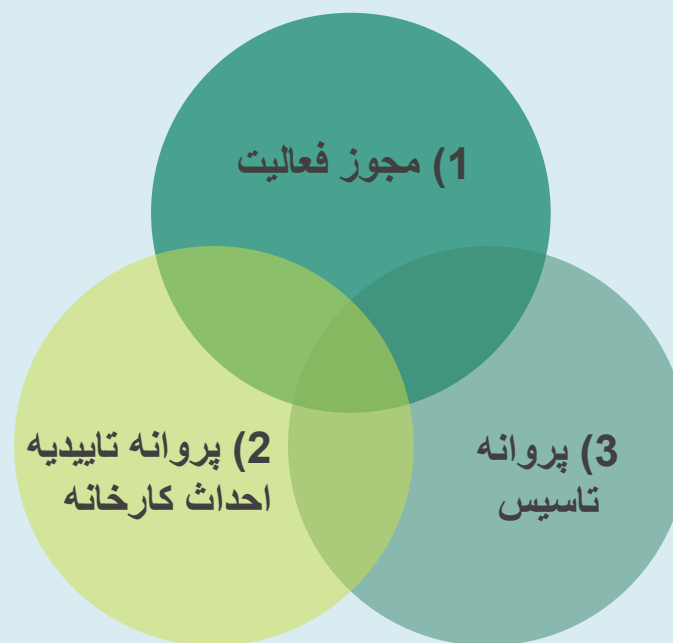 1) مجوز فعالیت
2) پروانه تاییدیه
احداث کارخانه
3) پروانه
تاسیس